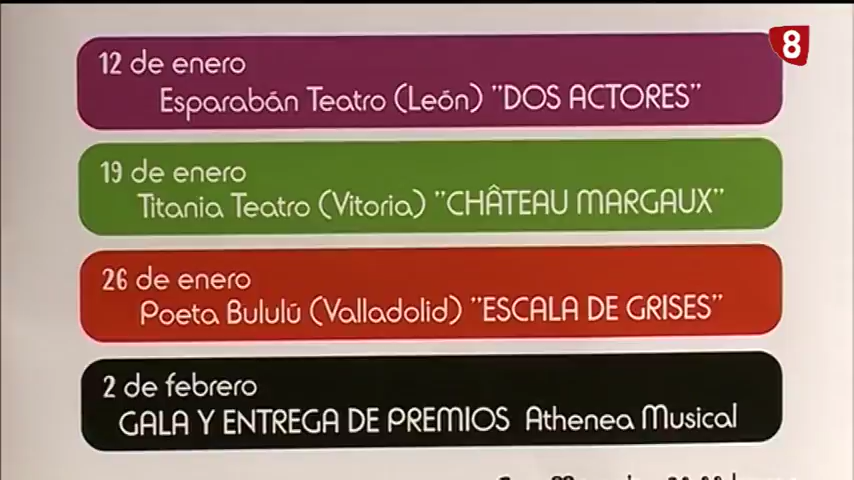 8
12 de enero
Esparabán Teatro (León) "DOS ACTORES"
19 de enero
Titania Teatro (Vitoria) "CHÂTEAU MARGAUX"
26 de enero
Poeta Bululú (Valladolid) "ESCALA DE GRISES"
2 de febrero
GALA Y ENTREGA DE PREMIOS Athenea Musical